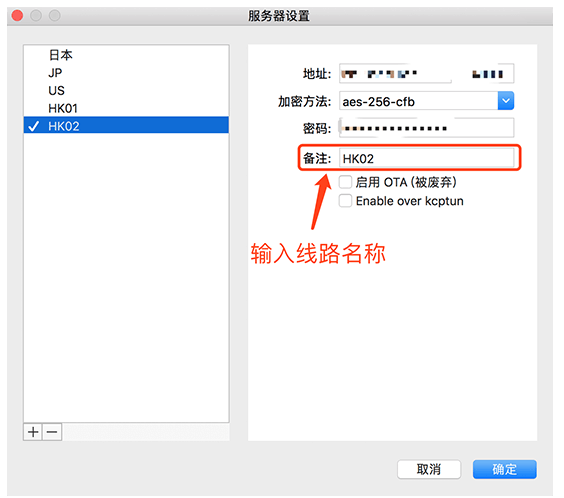 服务器设置
日本
JP
US
HK01
HK02
地址:
加密方法: aes-256-cfb
密码:
备注: HK02
启用 OTA (被废弃)
Enable over kcptun
输入线路名称
取消
确定